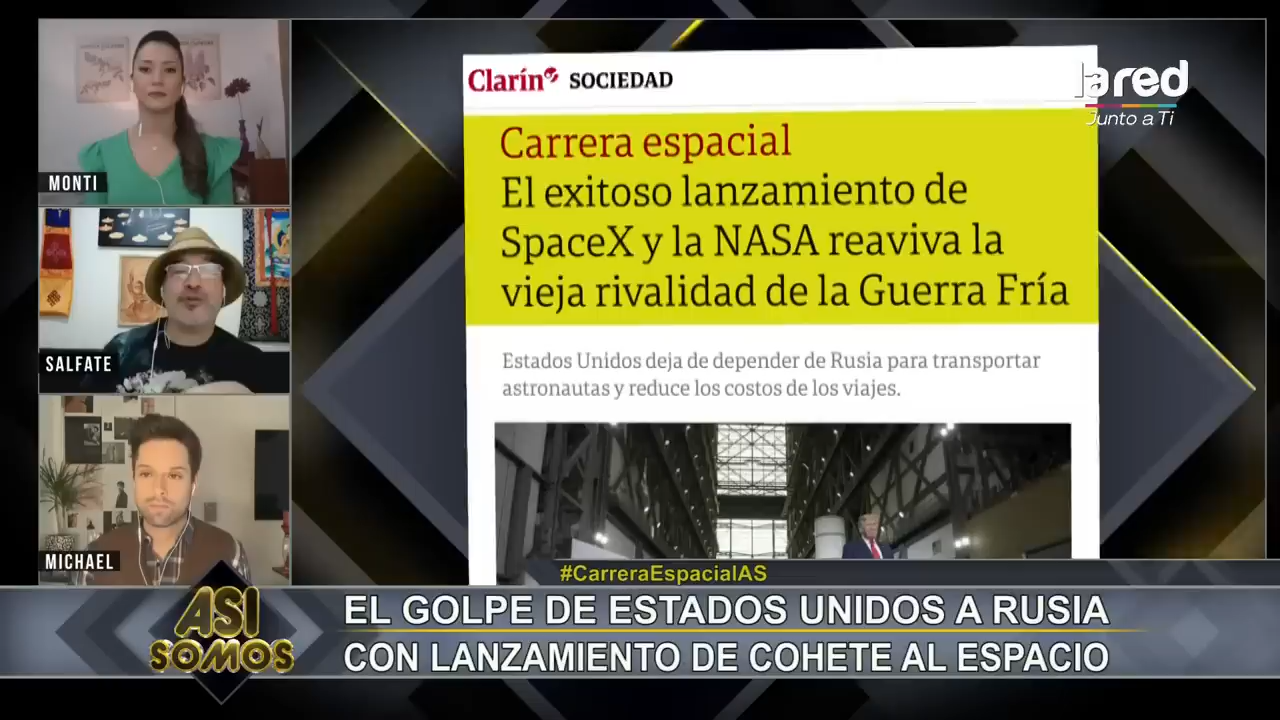 MONTI
SALFATE
MICHAEL
Clarín SOCIEDAD
la red
Junto a Ti
Carrera espacial
El exitoso lanzamiento de
SpaceX y la NASA reaviva la
vieja rivalidad de la Guerra Fría
Estados Unidos deja de depender de Rusia para transportar
astronautas y reduce los costos de los viajes.
#CarreraEspacialAS
ASI
SOMOS
EL GOLPE DE ESTADOS UNIDOS A RUSIA
CON LANZAMIENTO DE COHETE AL ESPACIO